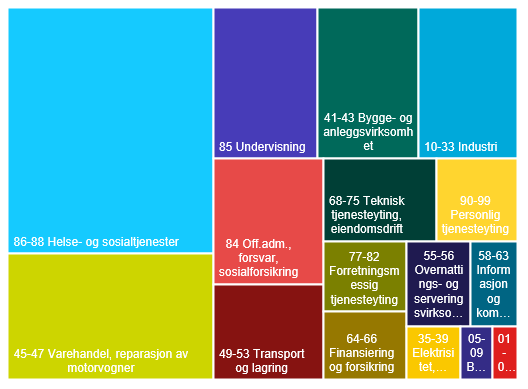 86-88 Helse- og sosialtjenester
45-47 Varehandel, reparasjon av
motorvogner
85 Undervisning
41-43 Bygge- og
anleggsvirksomh
et
10-33 Industri
84 Off.adm.,
forsvar,
sosialforsikring
49-53 Transport
og lagring
68-75 Teknisk
tjenesteyting,
eiendomsdrift
90-99
Personlig
tjenesteyting
77-82
Forretningsm
essig
tjenesteyting
55-56
Overnatti
ngs- og
servering
svirkso...
58-63
Inform
asjon
og
kom...
64-66
Finansiering
og forsikring
35-39
Elektrisi
tet,...
05-
09
B...
01
-
0...